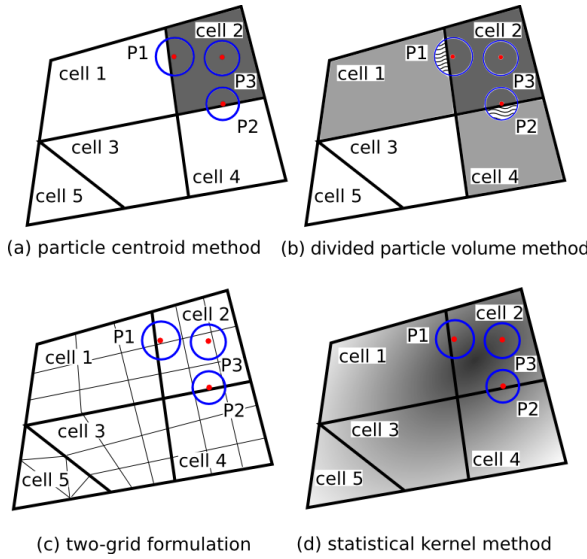 cell 2
P1
cell 1
P3
P2
cell 3
cell 4
cell 5
(a) particle centroid method
cell 2
P1
cell 1
P3
P2
cell 3
cell 4
cell 5
(b) divided particle volume method
cell 2
P1
cell 1
P3
P2
cell 3
cell 4
cell 5
(c) two-grid formulation
cell 2
P1
cell 1
P3
P2
cell 3
cell 4
cell 5
(d) statistical kernel method